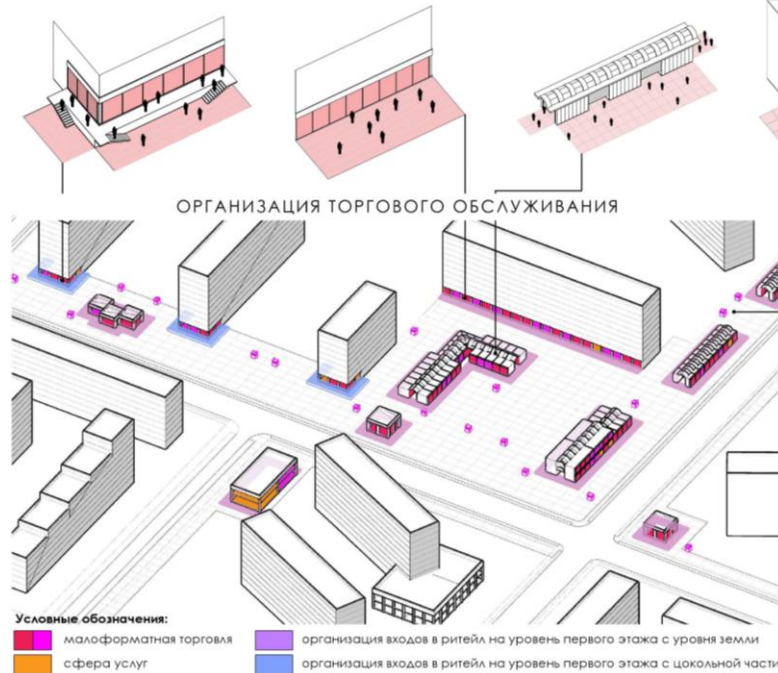 ОРГАНИЗАЦИЯ ТОРГОВОГО ОБСЛУЖИВАНИЯ
Условные обозначения:
малоформатная торговля
организация входов в ритейл на уровень первого этажа с уровня земли
сфера услуг
организация входов в ритейл на уровень первого этажа с цокольной части